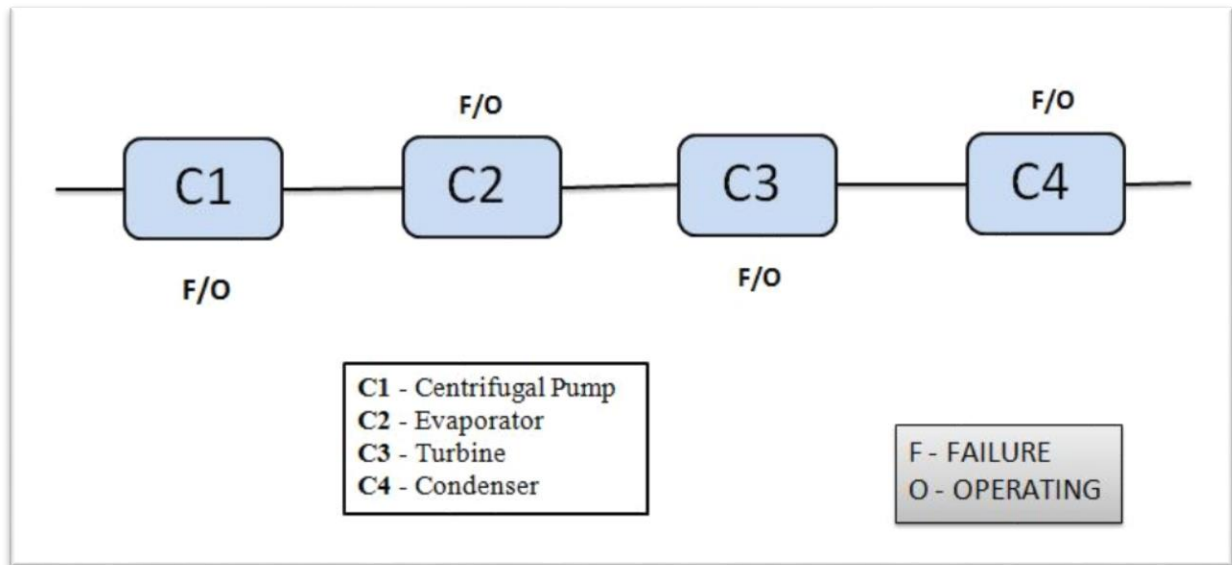 F/O
F/O
C1
C2
C3
C4
F/O
F/O
C1 - Centrifugal Pump
C2 - Evaporator
C3 - Turbine
C4 - Condenser
F - FAILURE
O - OPERATING